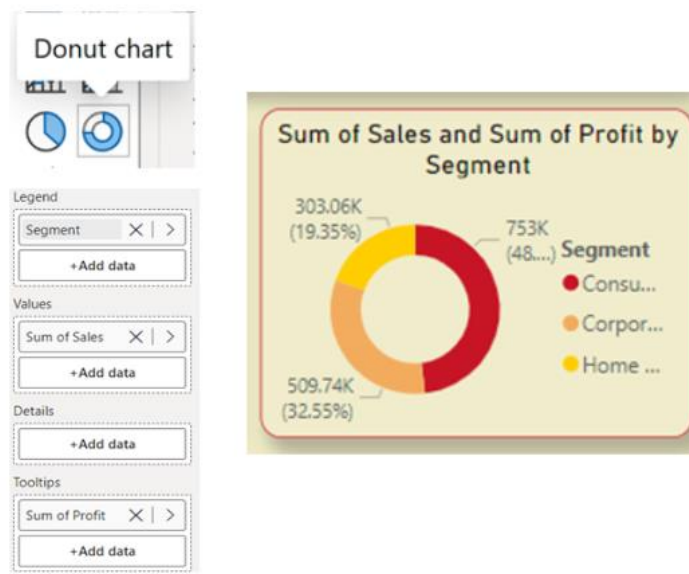 Donut chart
Legend
Segment
+Add data
Values
Sum of Sales
+Add data
Details
+Add data
Tooltips
Sum of Profit
+Add data
Sum of Sales and Sum of Profit by
Segment
303.06K
(19.35%)
753K
(48....)
509.74K
(32.55%)
Segment
Consu...
Corpor...
Home ...